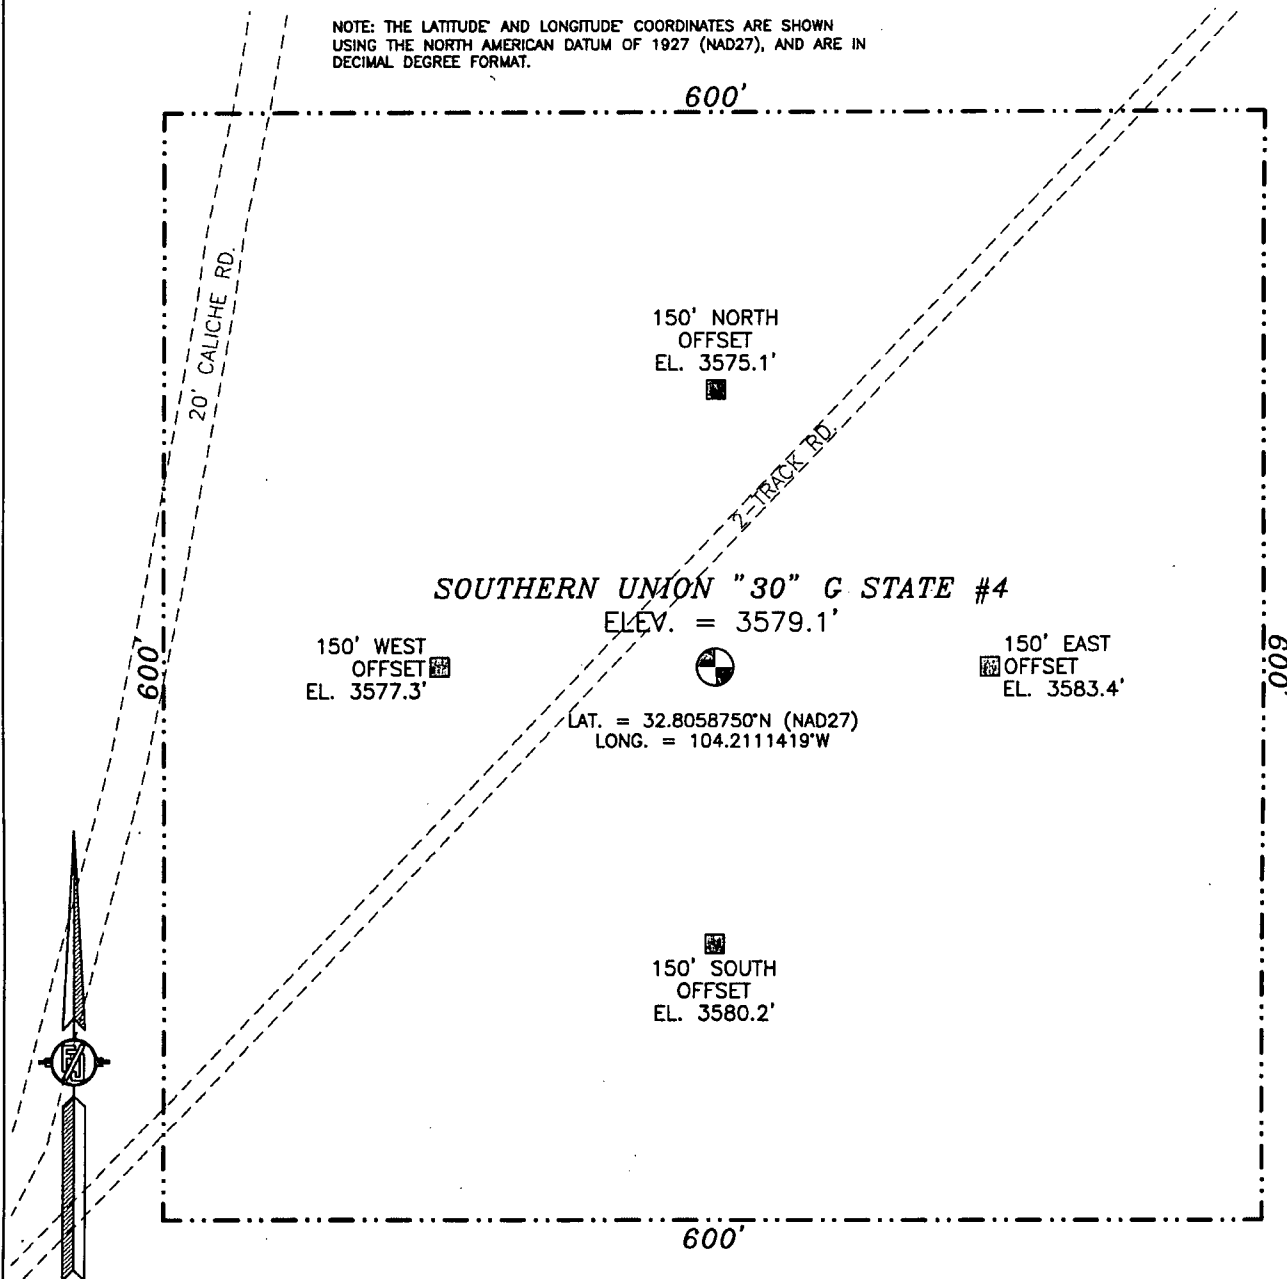 NOTE: THE LATITUDE AND LONGITUDE COORDINATES ARE SHOWN
USING THE NORTH AMERICAN DATUM OF 1927 (NAD27), AND ARE IN
DECIMAL DEGREE FORMAT.
600'
20' CALICHE RD.
150' NORTH
OFFSET
EL. 3575.1'
2-TRACK RD.
SOUTHERN UNION "30" G STATE #4
ELEV. = 3579.1'
600'
150' WEST
OFFSET
EL. 3577.3'
150' EAST
OFFSET
EL. 3583.4'
600'
LAT. = 32.8058750°N (NAD27)
LONG. = 104.2111419°W
150' SOUTH
OFFSET
EL. 3580.2'
600'